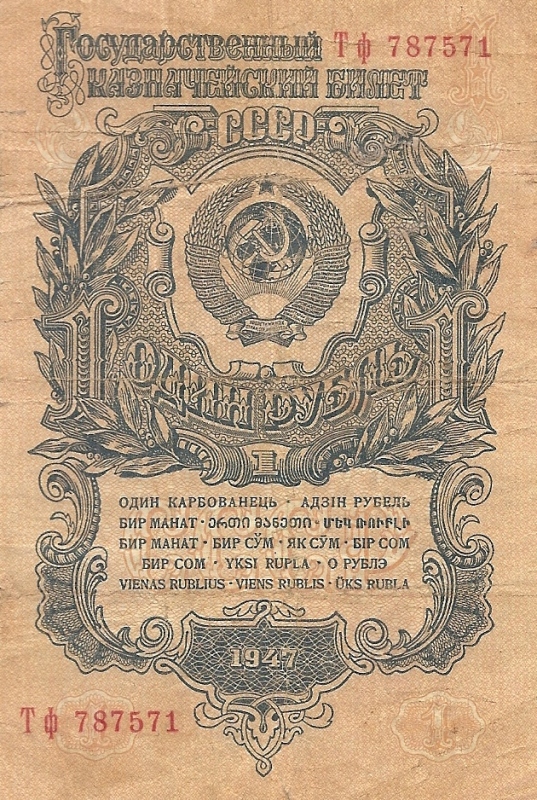 Государственный Тф 787571
казначейский билет
СССР
1 1
Один рубль
1
ОДИН КАРБОВАНЕЦЬ · АДЗІН РУБЕЛЬ
БИР МАНАТ · ᲔᲠᲗᲘ ᲛᲐᲜᲔᲗᲘ · ՄԵԿ ՌՈՒԲԼԻ
БИР МАНАТ · БИР СЎМ · ЯК СЎМ · БІР СОМ
БИР СОМ · YKSI RUPLA · О РУБЛЭ
VIENAS RUBLIUS · VIENS RUBLIS · ÜKS RUBLA
1947
Тф 787571
1